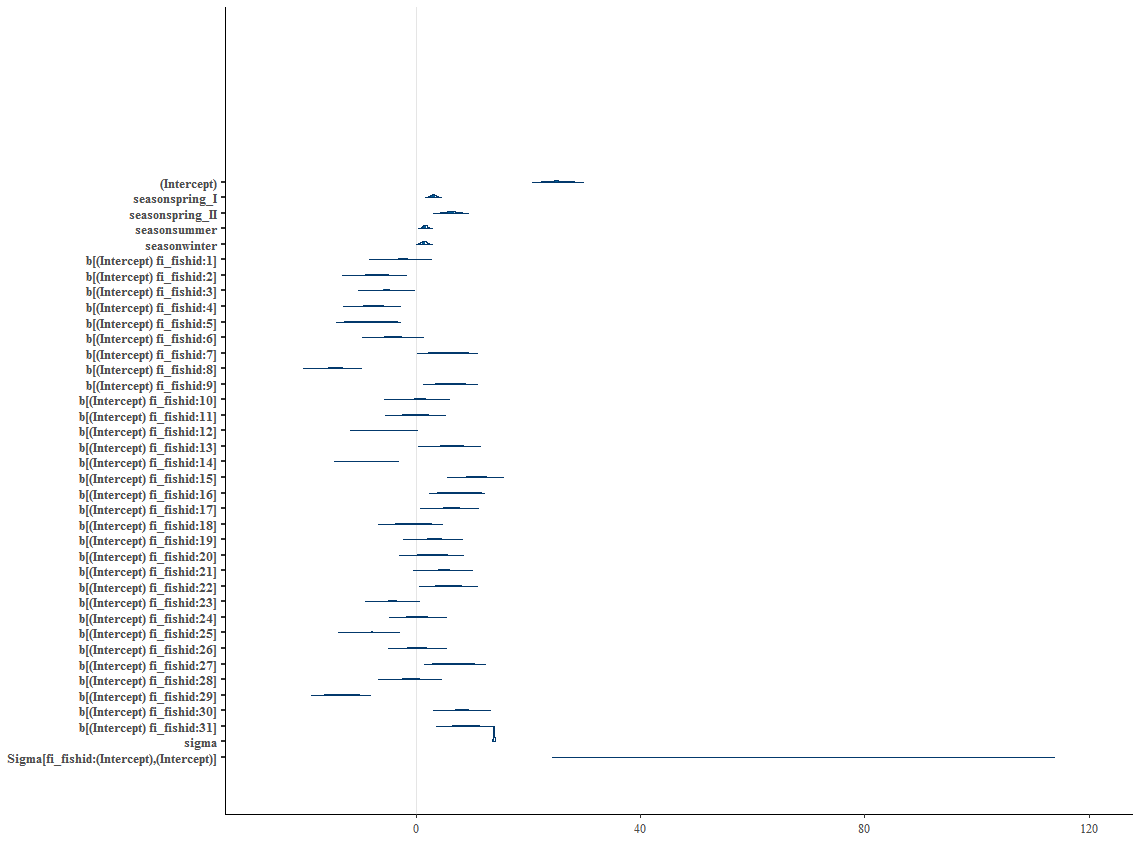 (Intercept)
seasonspring_I
seasonspring_II
seasonsummer
seasonwinter
b[(Intercept) fi_fishid:1]
b[(Intercept) fi_fishid:2]
b[(Intercept) fi_fishid:3]
b[(Intercept) fi_fishid:4]
b[(Intercept) fi_fishid:5]
b[(Intercept) fi_fishid:6]
b[(Intercept) fi_fishid:7]
b[(Intercept) fi_fishid:8]
b[(Intercept) fi_fishid:9]
b[(Intercept) fi_fishid:10]
b[(Intercept) fi_fishid:11]
b[(Intercept) fi_fishid:12]
b[(Intercept) fi_fishid:13]
b[(Intercept) fi_fishid:14]
b[(Intercept) fi_fishid:15]
b[(Intercept) fi_fishid:16]
b[(Intercept) fi_fishid:17]
b[(Intercept) fi_fishid:18]
b[(Intercept) fi_fishid:19]
b[(Intercept) fi_fishid:20]
b[(Intercept) fi_fishid:21]
b[(Intercept) fi_fishid:22]
b[(Intercept) fi_fishid:23]
b[(Intercept) fi_fishid:24]
b[(Intercept) fi_fishid:25]
b[(Intercept) fi_fishid:26]
b[(Intercept) fi_fishid:27]
b[(Intercept) fi_fishid:28]
b[(Intercept) fi_fishid:29]
b[(Intercept) fi_fishid:30]
b[(Intercept) fi_fishid:31]
sigma
Sigma[fi_fishid:(Intercept),(Intercept)]
0 40 80 120